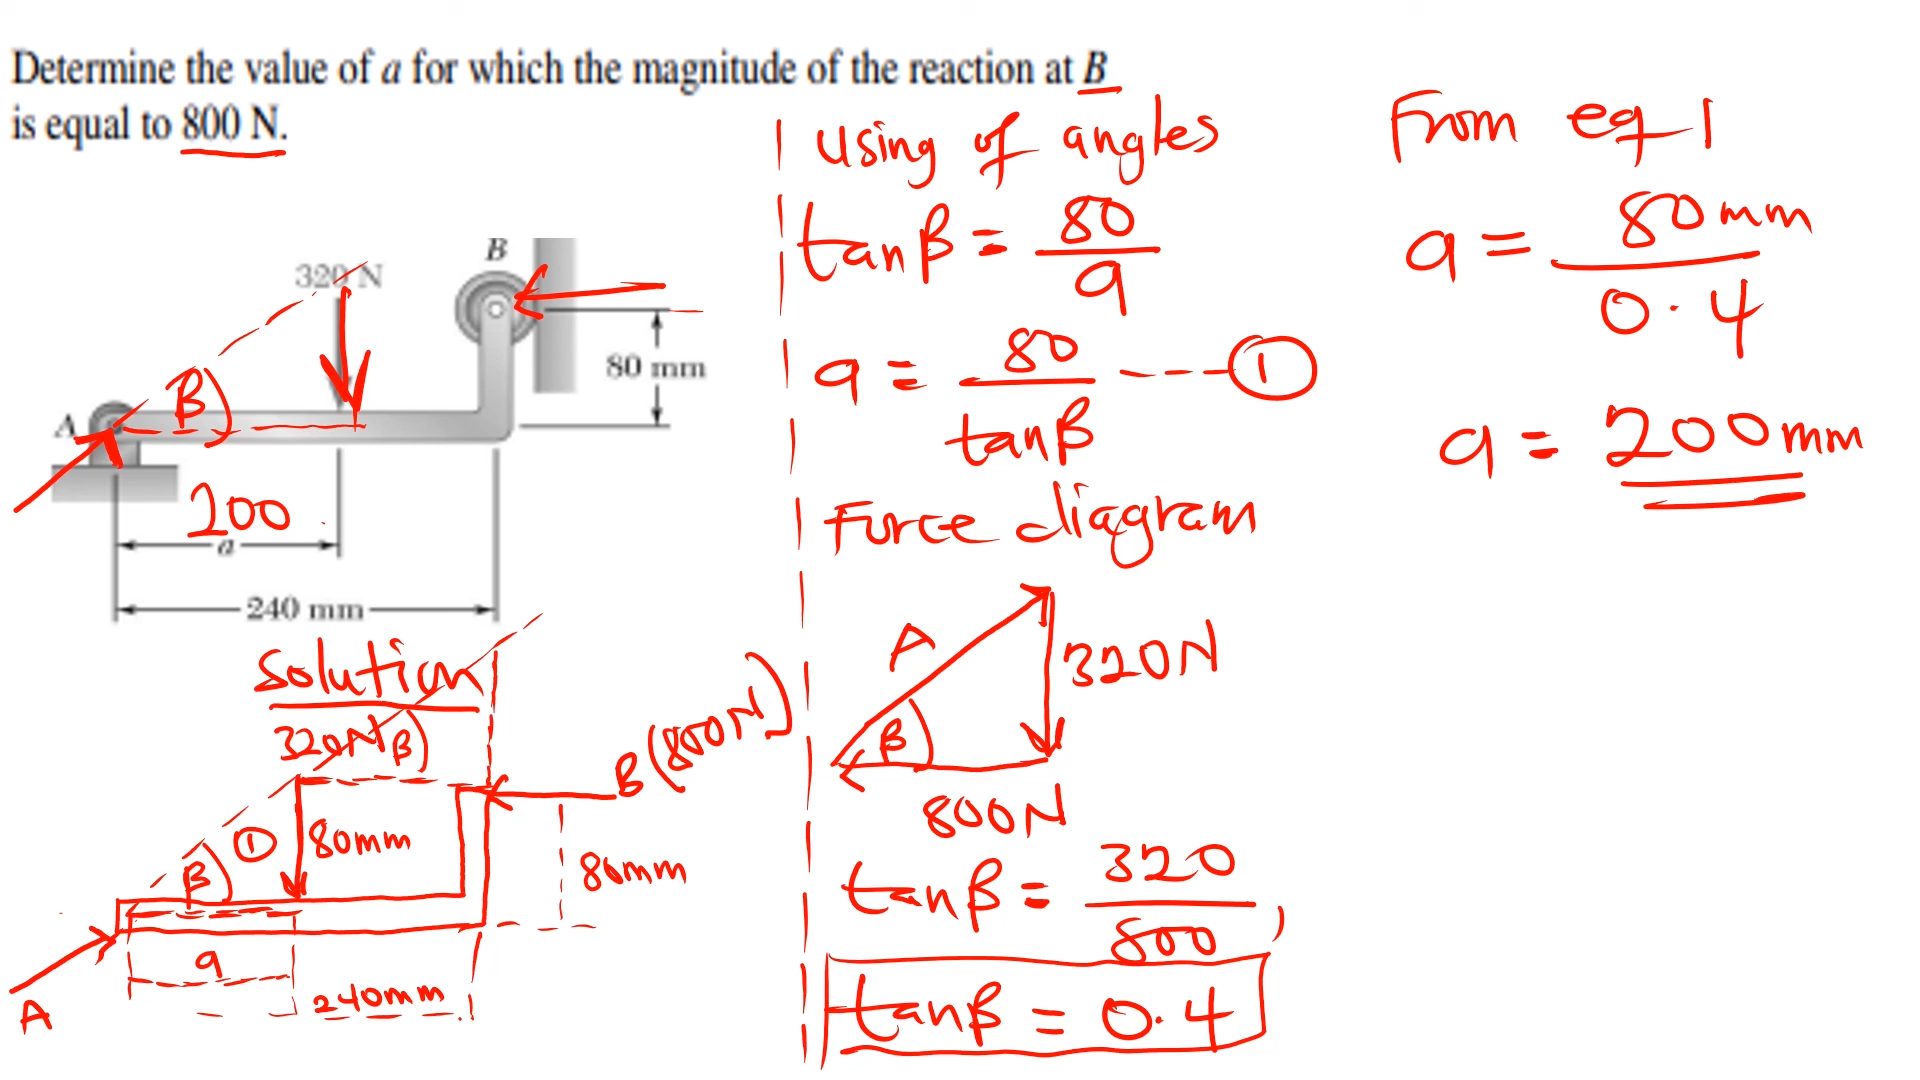 Determine the value of a for which the magnitude of the reaction at B
is equal to 800 N.
320 N
B
80 mm
A
β
200
a
240 mm
Solution
320N
β
B (800N)
① 80mm
β
80mm
a
240mm
A
Using of angles
tanβ = 80/a
a = 80/tanβ ---- ①
Force diagram
A
320N
β
800N
tanβ = 320/800 ,
tanβ = 0.4
From eq 1
a = 80mm/0.4
a = 200mm